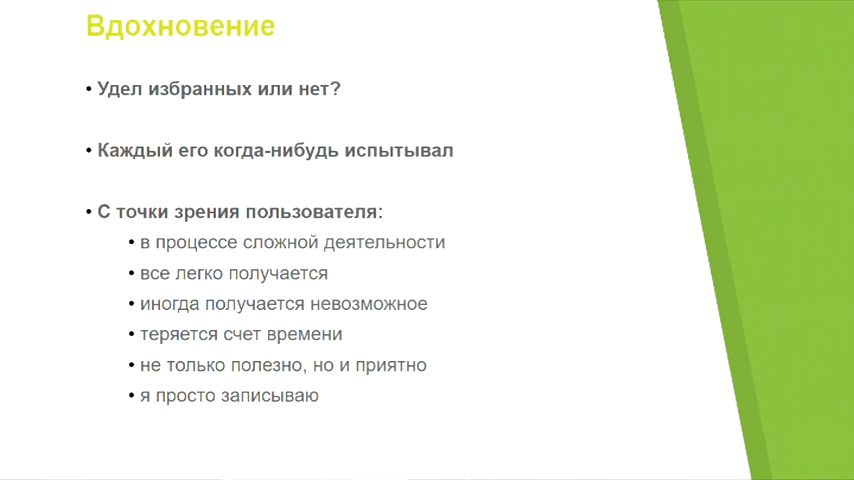 Вдохновение
• Удел избранных или нет?
• Каждый его когда-нибудь испытывал
• С точки зрения пользователя:
• в процессе сложной деятельности
• все легко получается
• иногда получается невозможное
• теряется счет времени
• не только полезно, но и приятно
• я просто записываю